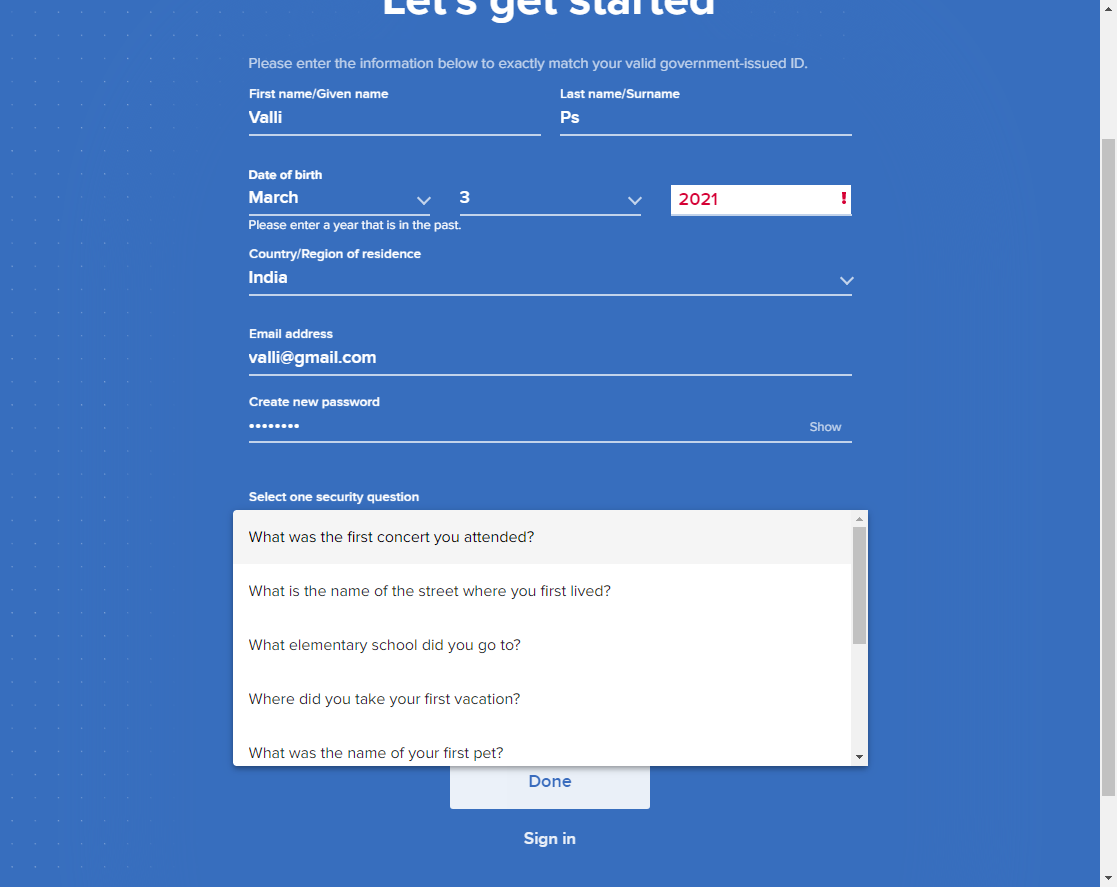 Let's get started
Please enter the information below to exactly match your valid government-issued ID.
First name/Given name Last name/Surname
Valli Ps
Date of birth
March 3 2021 !
Please enter a year that is in the past.
Country/Region of residence
India
Email address
valli@gmail.com
Create new password
•••••••• Show
Select one security question
What was the first concert you attended?
What is the name of the street where you first lived?
What elementary school did you go to?
Where did you take your first vacation?
What was the name of your first pet?
Done
Sign in